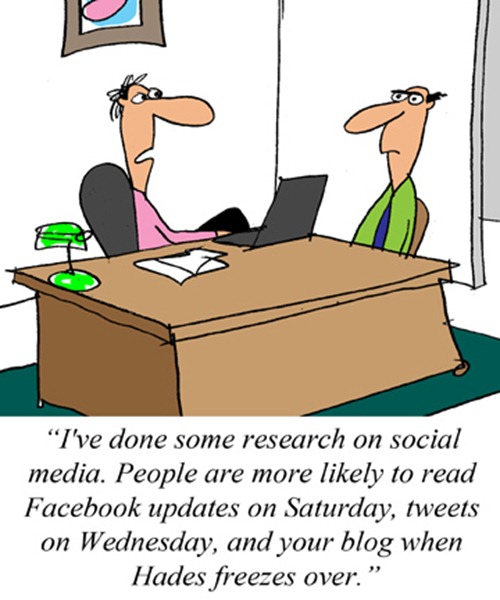 “I've done some research on social
media. People are more likely to read
Facebook updates on Saturday, tweets
on Wednesday, and your blog when
Hades freezes over.”